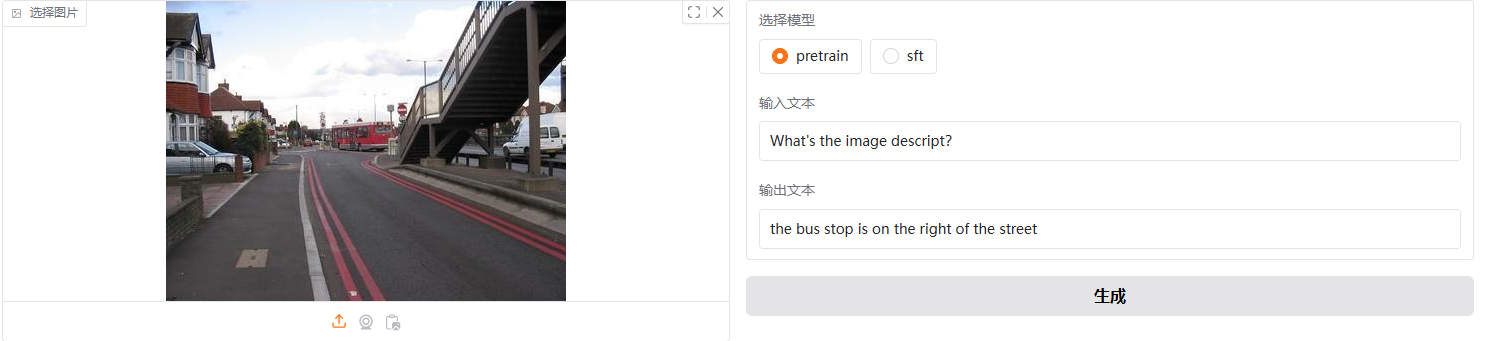 选择图片
选择模型
pretrain
sft
输入文本
What's the image descript?
输出文本
the bus stop is on the right of the street
生成